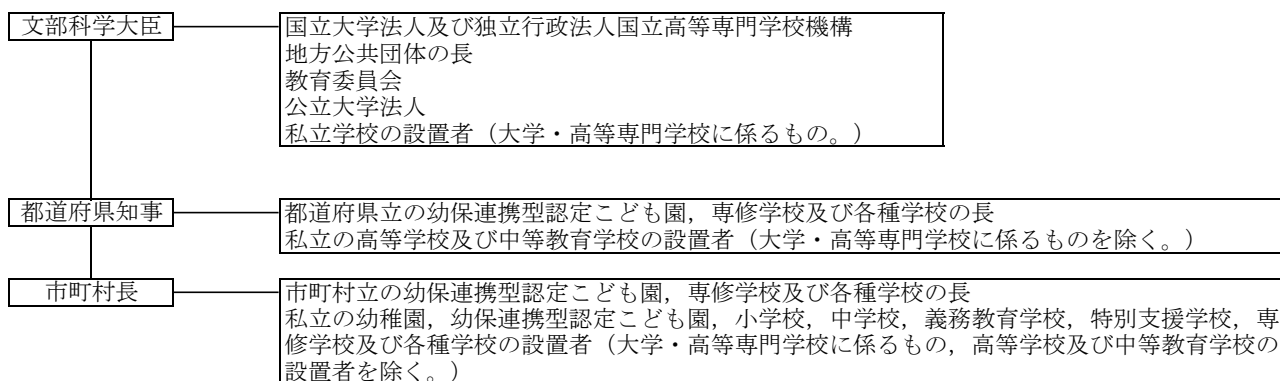 文部科学大臣
国立大学法人及び独立行政法人国立高等専門学校機構
地方公共団体の長
教育委員会
公立大学法人
私立学校の設置者（大学・高等専門学校に係るもの。）
都道府県知事
都道府県立の幼保連携型認定こども園，専修学校及び各種学校の長
私立の高等学校及び中等教育学校の設置者（大学・高等専門学校に係るものを除く。）
市町村長
市町村立の幼保連携型認定こども園，専修学校及び各種学校の長
私立の幼稚園，幼保連携型認定こども園，小学校，中学校，義務教育学校，特別支援学校，専
修学校及び各種学校の設置者（大学・高等専門学校に係るもの，高等学校及び中等教育学校の
設置者を除く。）